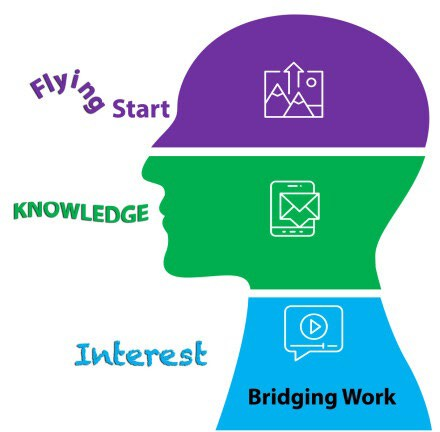 Flying Start
KNOWLEDGE
Interest
Bridging Work